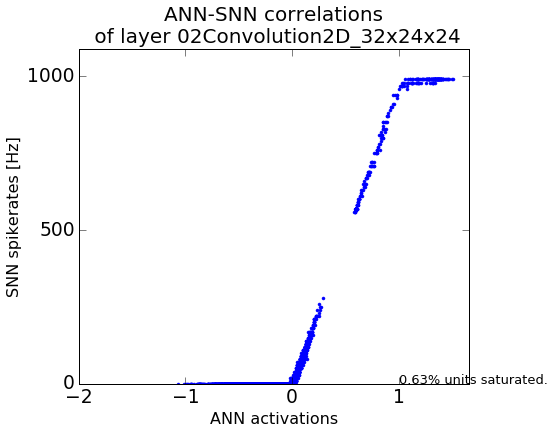 ANN-SNN correlations
of layer 02Convolution2D_32x24x24
1000
500
0
SNN spikerates [Hz]
0.63% units saturated.
−2
−1
0
1
ANN activations